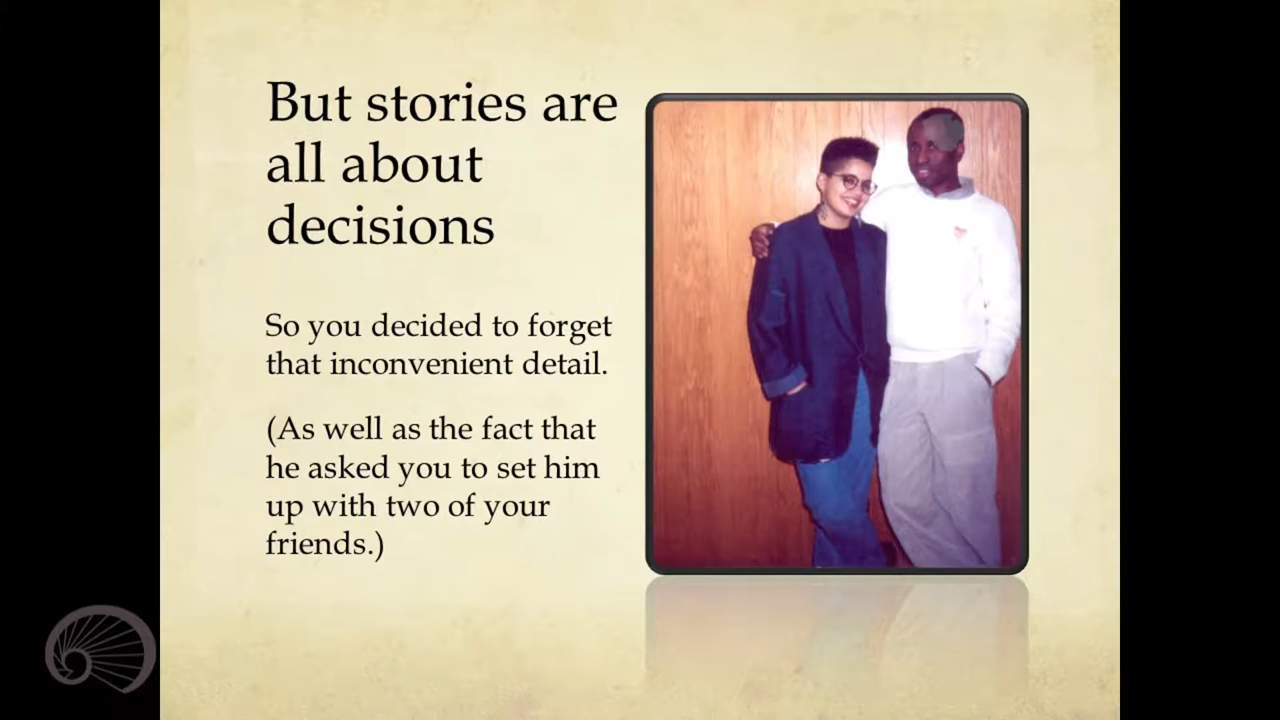 But stories are
all about
decisions
So you decided to forget
that inconvenient detail.
(As well as the fact that
he asked you to set him
up with two of your
friends.)